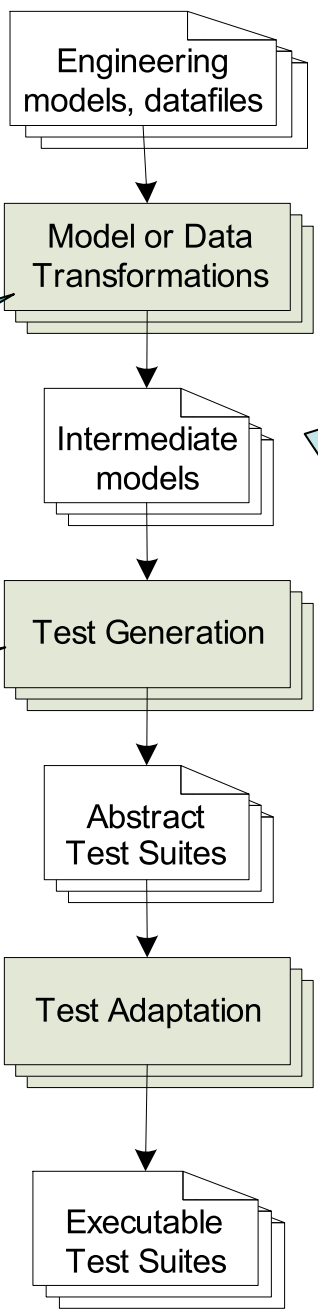 Engineering
models, datafiles
Model or Data
Transformations
Intermediate
models
Test Generation
Abstract
Test Suites
Test Adaptation
Executable
Test Suites